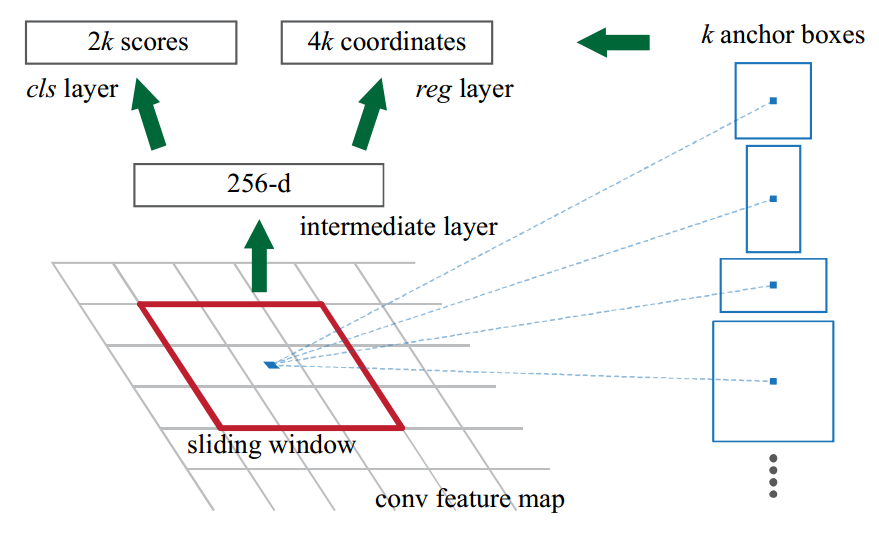 2k scores
4k coordinates
k anchor boxes
cls layer
reg layer
256-d
intermediate layer
sliding window
conv feature map